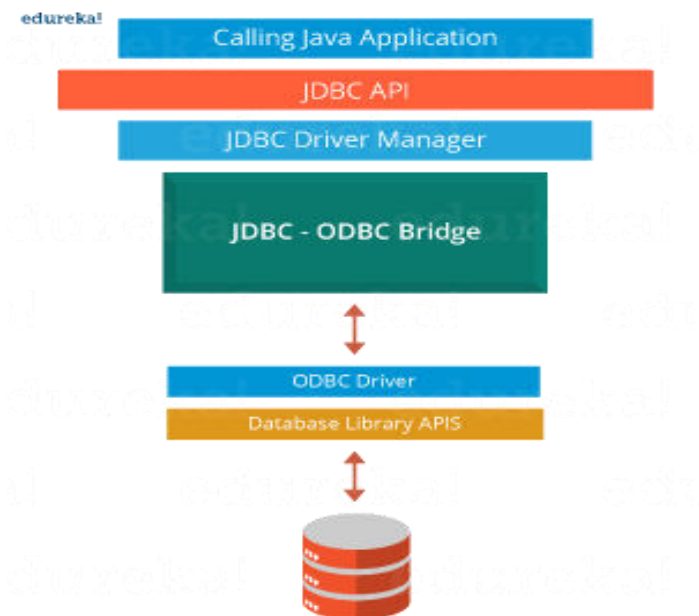 edureka!
Calling Java Application
JDBC API
JDBC Driver Manager
JDBC - ODBC Bridge
ODBC Driver
Database Library APIS